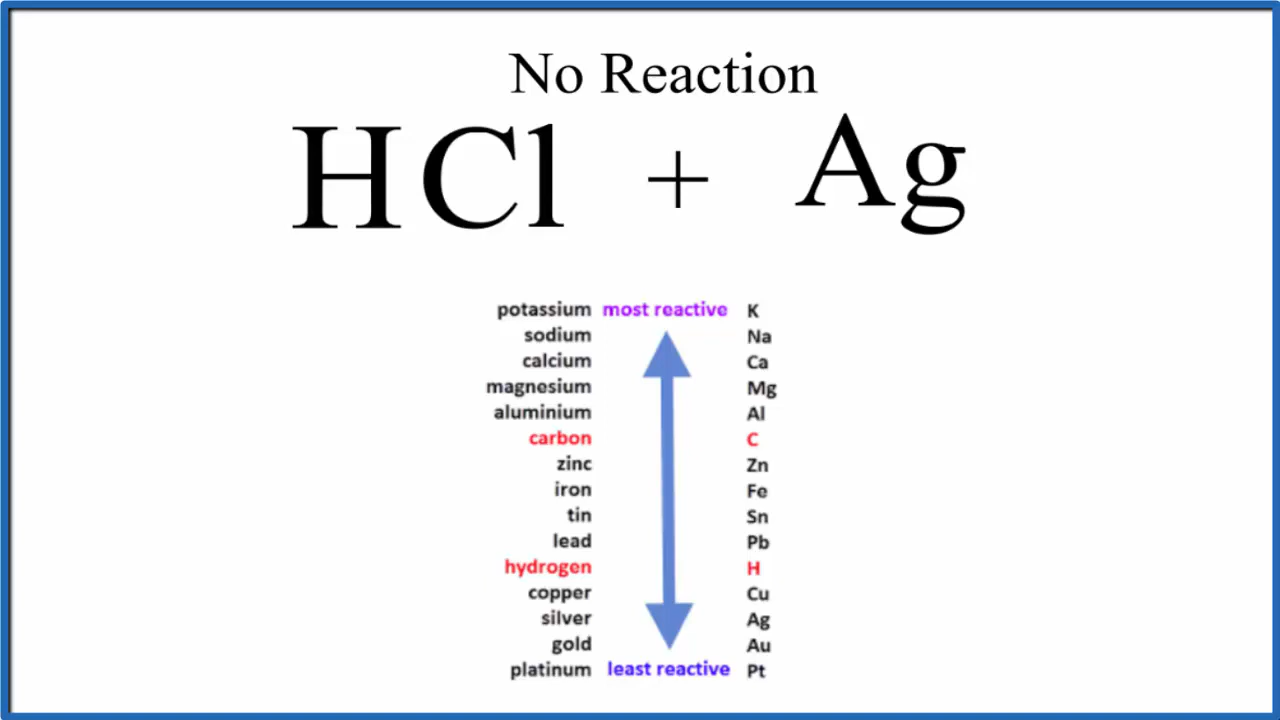 No Reaction
HCl + Ag
potassium most reactive K
sodium Na
calcium Ca
magnesium Mg
aluminium Al
carbon C
zinc Zn
iron Fe
tin Sn
lead Pb
hydrogen H
copper Cu
silver Ag
gold Au
platinum least reactive Pt